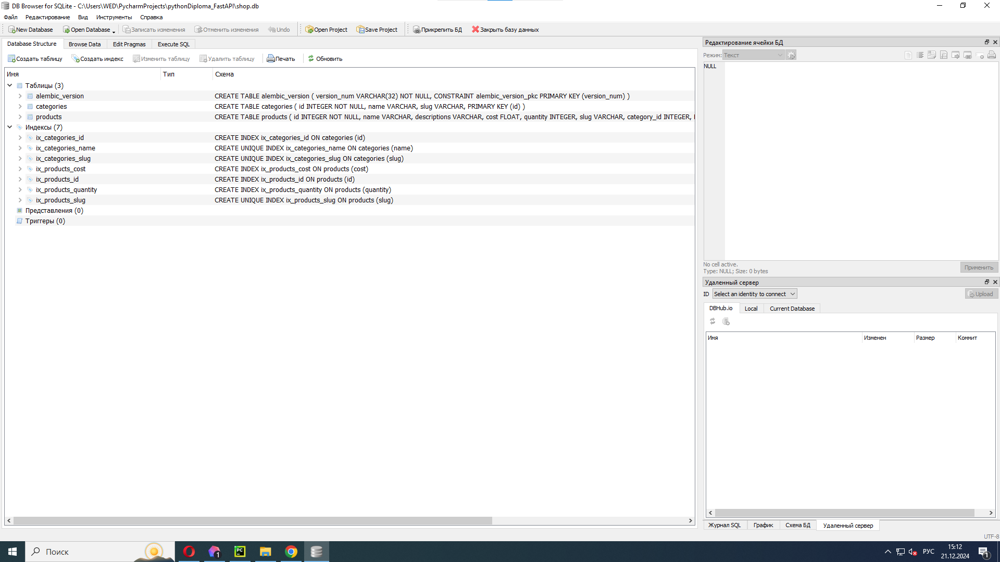 DB Browser for SQLite - C:\Users\WED\PycharmProjects\pythonDiploma_FastAPI\shop.db
Файл Редактирование Вид Инструменты Справка
New Database Open Database Записать изменения Отменить изменения Undo Open Project Save Project Прикрепить БД Закрыть базу данных
Database Structure Browse Data Edit Pragmas Execute SQL
Создать таблицу Создать индекс Изменить таблицу Удалить таблицу Печать Обновить
Имя Тип Схема
Таблицы (3)
alembic_version CREATE TABLE alembic_version ( version_num VARCHAR(32) NOT NULL, CONSTRAINT alembic_version_pkc PRIMARY KEY (version_num) )
categories CREATE TABLE categories ( id INTEGER NOT NULL, name VARCHAR, slug VARCHAR, PRIMARY KEY (id) )
products CREATE TABLE products ( id INTEGER NOT NULL, name VARCHAR, descriptions VARCHAR, cost FLOAT, quantity INTEGER, slug VARCHAR, category_id INTEGER,
Индексы (7)
ix_categories_id CREATE INDEX ix_categories_id ON categories (id)
ix_categories_name CREATE UNIQUE INDEX ix_categories_name ON categories (name)
ix_categories_slug CREATE UNIQUE INDEX ix_categories_slug ON categories (slug)
ix_products_cost CREATE INDEX ix_products_cost ON products (cost)
ix_products_id CREATE INDEX ix_products_id ON products (id)
ix_products_quantity CREATE INDEX ix_products_quantity ON products (quantity)
ix_products_slug CREATE UNIQUE INDEX ix_products_slug ON products (slug)
Представления (0)
Триггеры (0)
Редактирование ячейки БД
Режим: Текст
NULL
No cell active.
Type: NULL; Size: 0 bytes
Применить
Удаленный сервер
ID Select an identity to connect Upload
DBHub.io Local Current Database
Имя Изменен Размер Коммит
Журнал SQL График Схема БД Удаленный сервер
UTF-8
Поиск
1
PC
РУС
15:12
21.12.2024
1